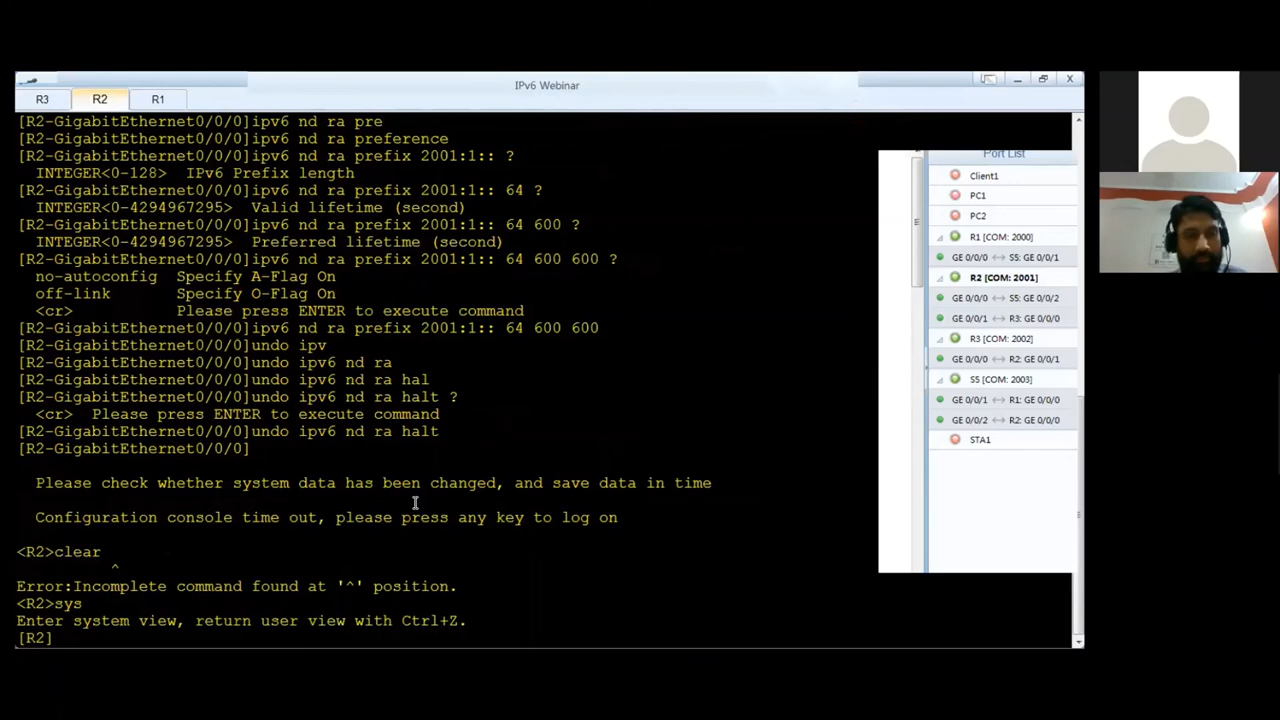 IPv6 Webinar
R3 R2 R1
[R2-GigabitEthernet0/0/0]ipv6 nd ra pre
[R2-GigabitEthernet0/0/0]ipv6 nd ra preference
[R2-GigabitEthernet0/0/0]ipv6 nd ra prefix 2001:1:: ?
INTEGER<0-128> IPv6 Prefix length
[R2-GigabitEthernet0/0/0]ipv6 nd ra prefix 2001:1:: 64 ?
INTEGER<0-4294967295> Valid lifetime (second)
[R2-GigabitEthernet0/0/0]ipv6 nd ra prefix 2001:1:: 64 600 ?
INTEGER<0-4294967295> Preferred lifetime (second)
[R2-GigabitEthernet0/0/0]ipv6 nd ra prefix 2001:1:: 64 600 600 ?
no-autoconfig Specify A-Flag On
off-link Specify O-Flag On
<cr> Please press ENTER to execute command
[R2-GigabitEthernet0/0/0]ipv6 nd ra prefix 2001:1:: 64 600 600
[R2-GigabitEthernet0/0/0]undo ipv
[R2-GigabitEthernet0/0/0]undo ipv6 nd ra
[R2-GigabitEthernet0/0/0]undo ipv6 nd ra hal
[R2-GigabitEthernet0/0/0]undo ipv6 nd ra halt ?
<cr> Please press ENTER to execute command
[R2-GigabitEthernet0/0/0]undo ipv6 nd ra halt
[R2-GigabitEthernet0/0/0]
Please check whether system data has been changed, and save data in time
Configuration console time out, please press any key to log on
<R2>clear
^
Error:Incomplete command found at '^' position.
<R2>sys
Enter system view, return user view with Ctrl+Z.
[R2]
Port List
Client1
PC1
PC2
R1 [COM: 2000]
GE 0/0/0 ↔ S5: GE 0/0/1
R2 [COM: 2001]
GE 0/0/0 ↔ S5: GE 0/0/2
GE 0/0/1 ↔ R3: GE 0/0/0
R3 [COM: 2002]
GE 0/0/0 ↔ R2: GE 0/0/1
S5 [COM: 2003]
GE 0/0/1 ↔ R1: GE 0/0/0
GE 0/0/2 ↔ R2: GE 0/0/0
STA1